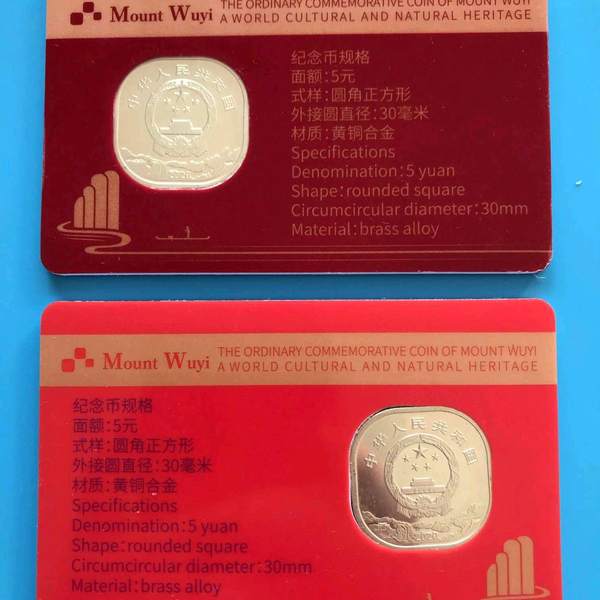 Mount Wuyi
THE ORDINARY COMMEMORATIVE COIN OF MOUNT WUYI
A WORLD CULTURAL AND NATURAL HERITAGE
中华人民共和国
2020
纪念币规格
面额:5元
式样:圆角正方形
外接圆直径:30毫米
材质:黄铜合金
Specifications
Denomination:5 yuan
Shape:rounded square
Circumcircular diameter:30mm
Material:brass alloy
Mount Wuyi
THE ORDINARY COMMEMORATIVE COIN OF MOUNT WUYI
A WORLD CULTURAL AND NATURAL HERITAGE
纪念币规格
面额:5元
式样:圆角正方形
外接圆直径:30毫米
材质:黄铜合金
Specifications
Denomination:5 yuan
Shape:rounded square
Circumcircular diameter:30mm
Material:brass alloy
中华人民共和国
2020